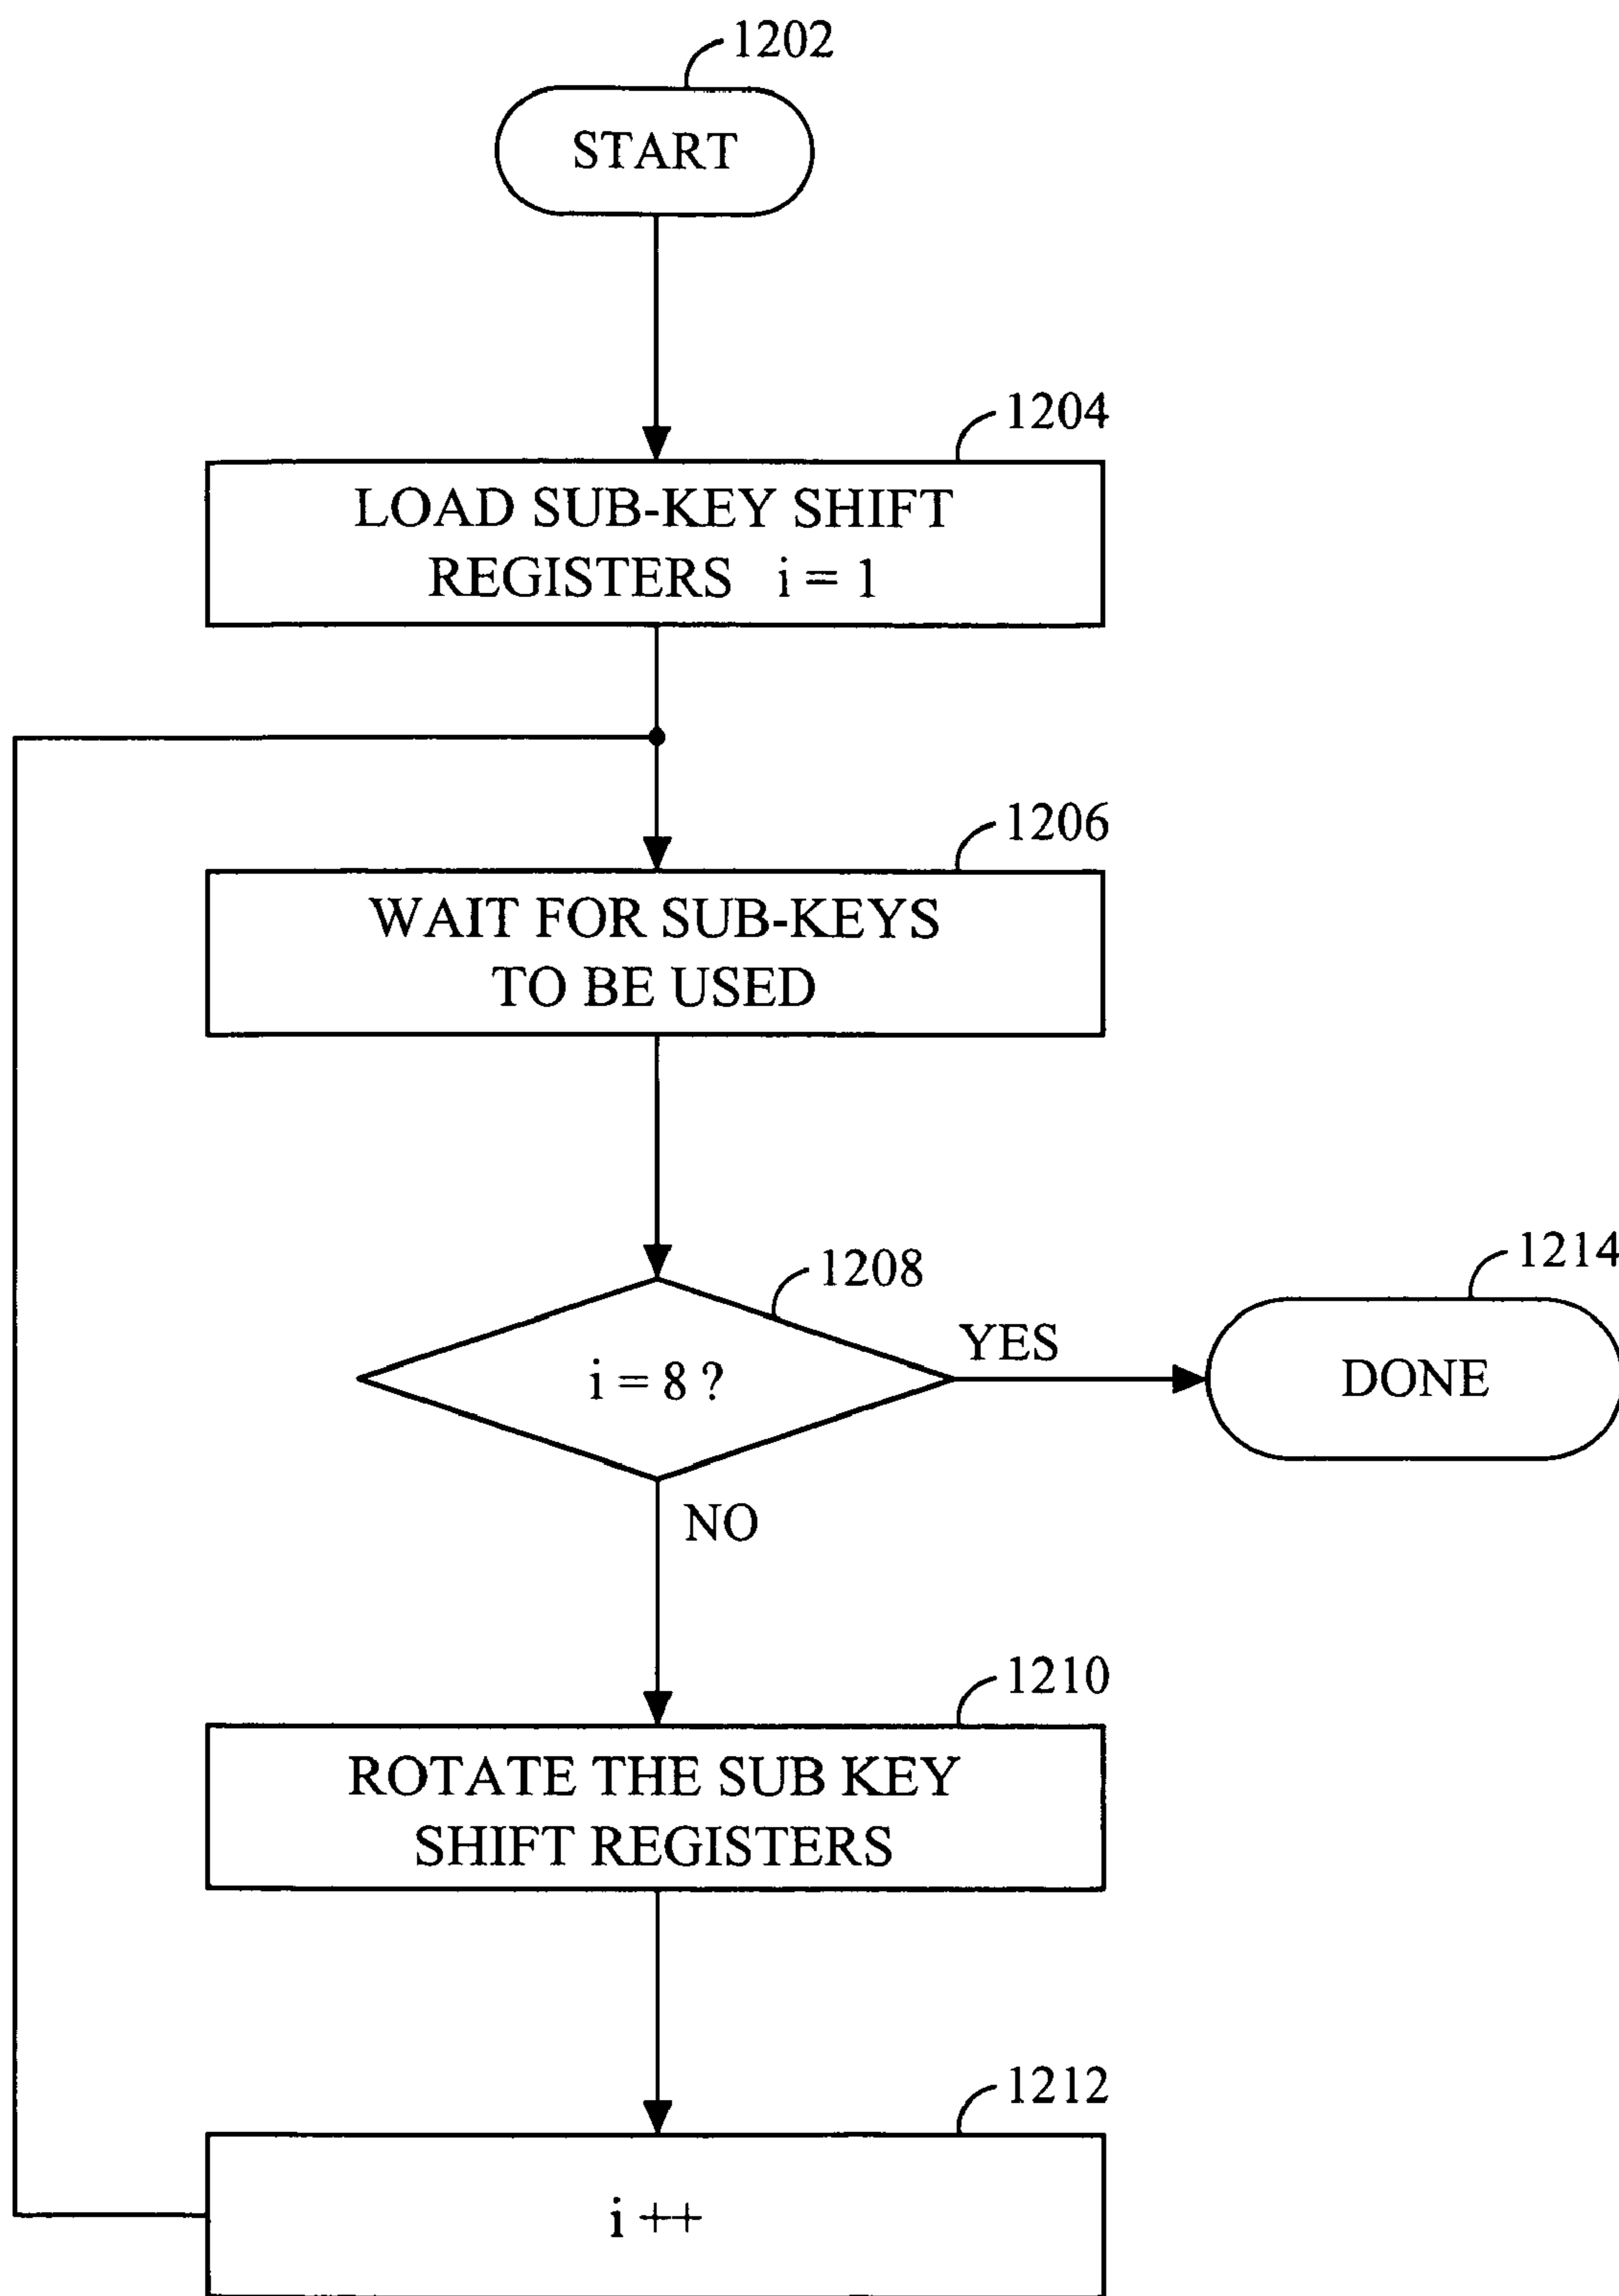 1202
START
1204
LOAD SUB-KEY SHIFT
REGISTERS i = 1
1206
WAIT FOR SUB-KEYS
TO BE USED
1208
i = 8 ?
YES
1214
DONE
NO
1210
ROTATE THE SUB KEY
SHIFT REGISTERS
1212
i ++